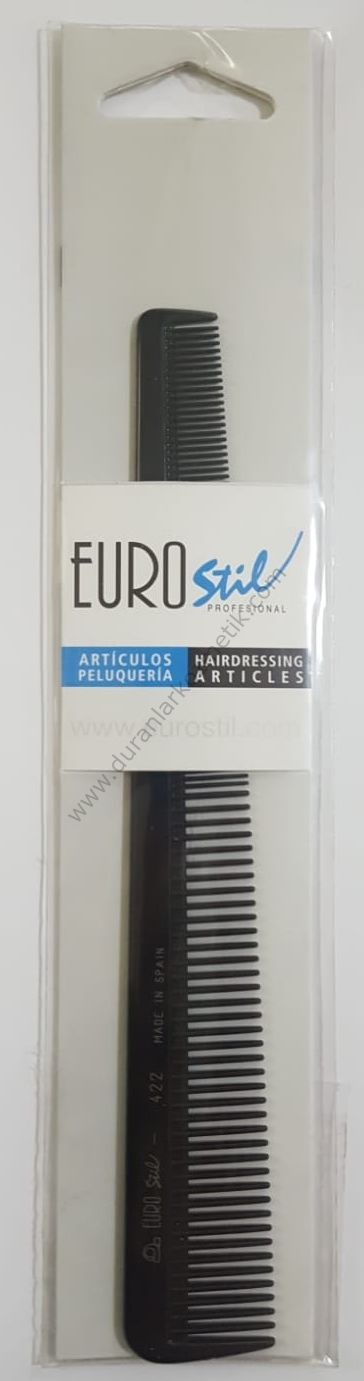 EURO Stil
PROFESIONAL
ARTÍCULOS
PELUQUERÍA
HAIRDRESSING
ARTICLES
www.eurostil.com
www.duranlarkozmetik.com
EURO Stil - 422 MADE IN SPAIN